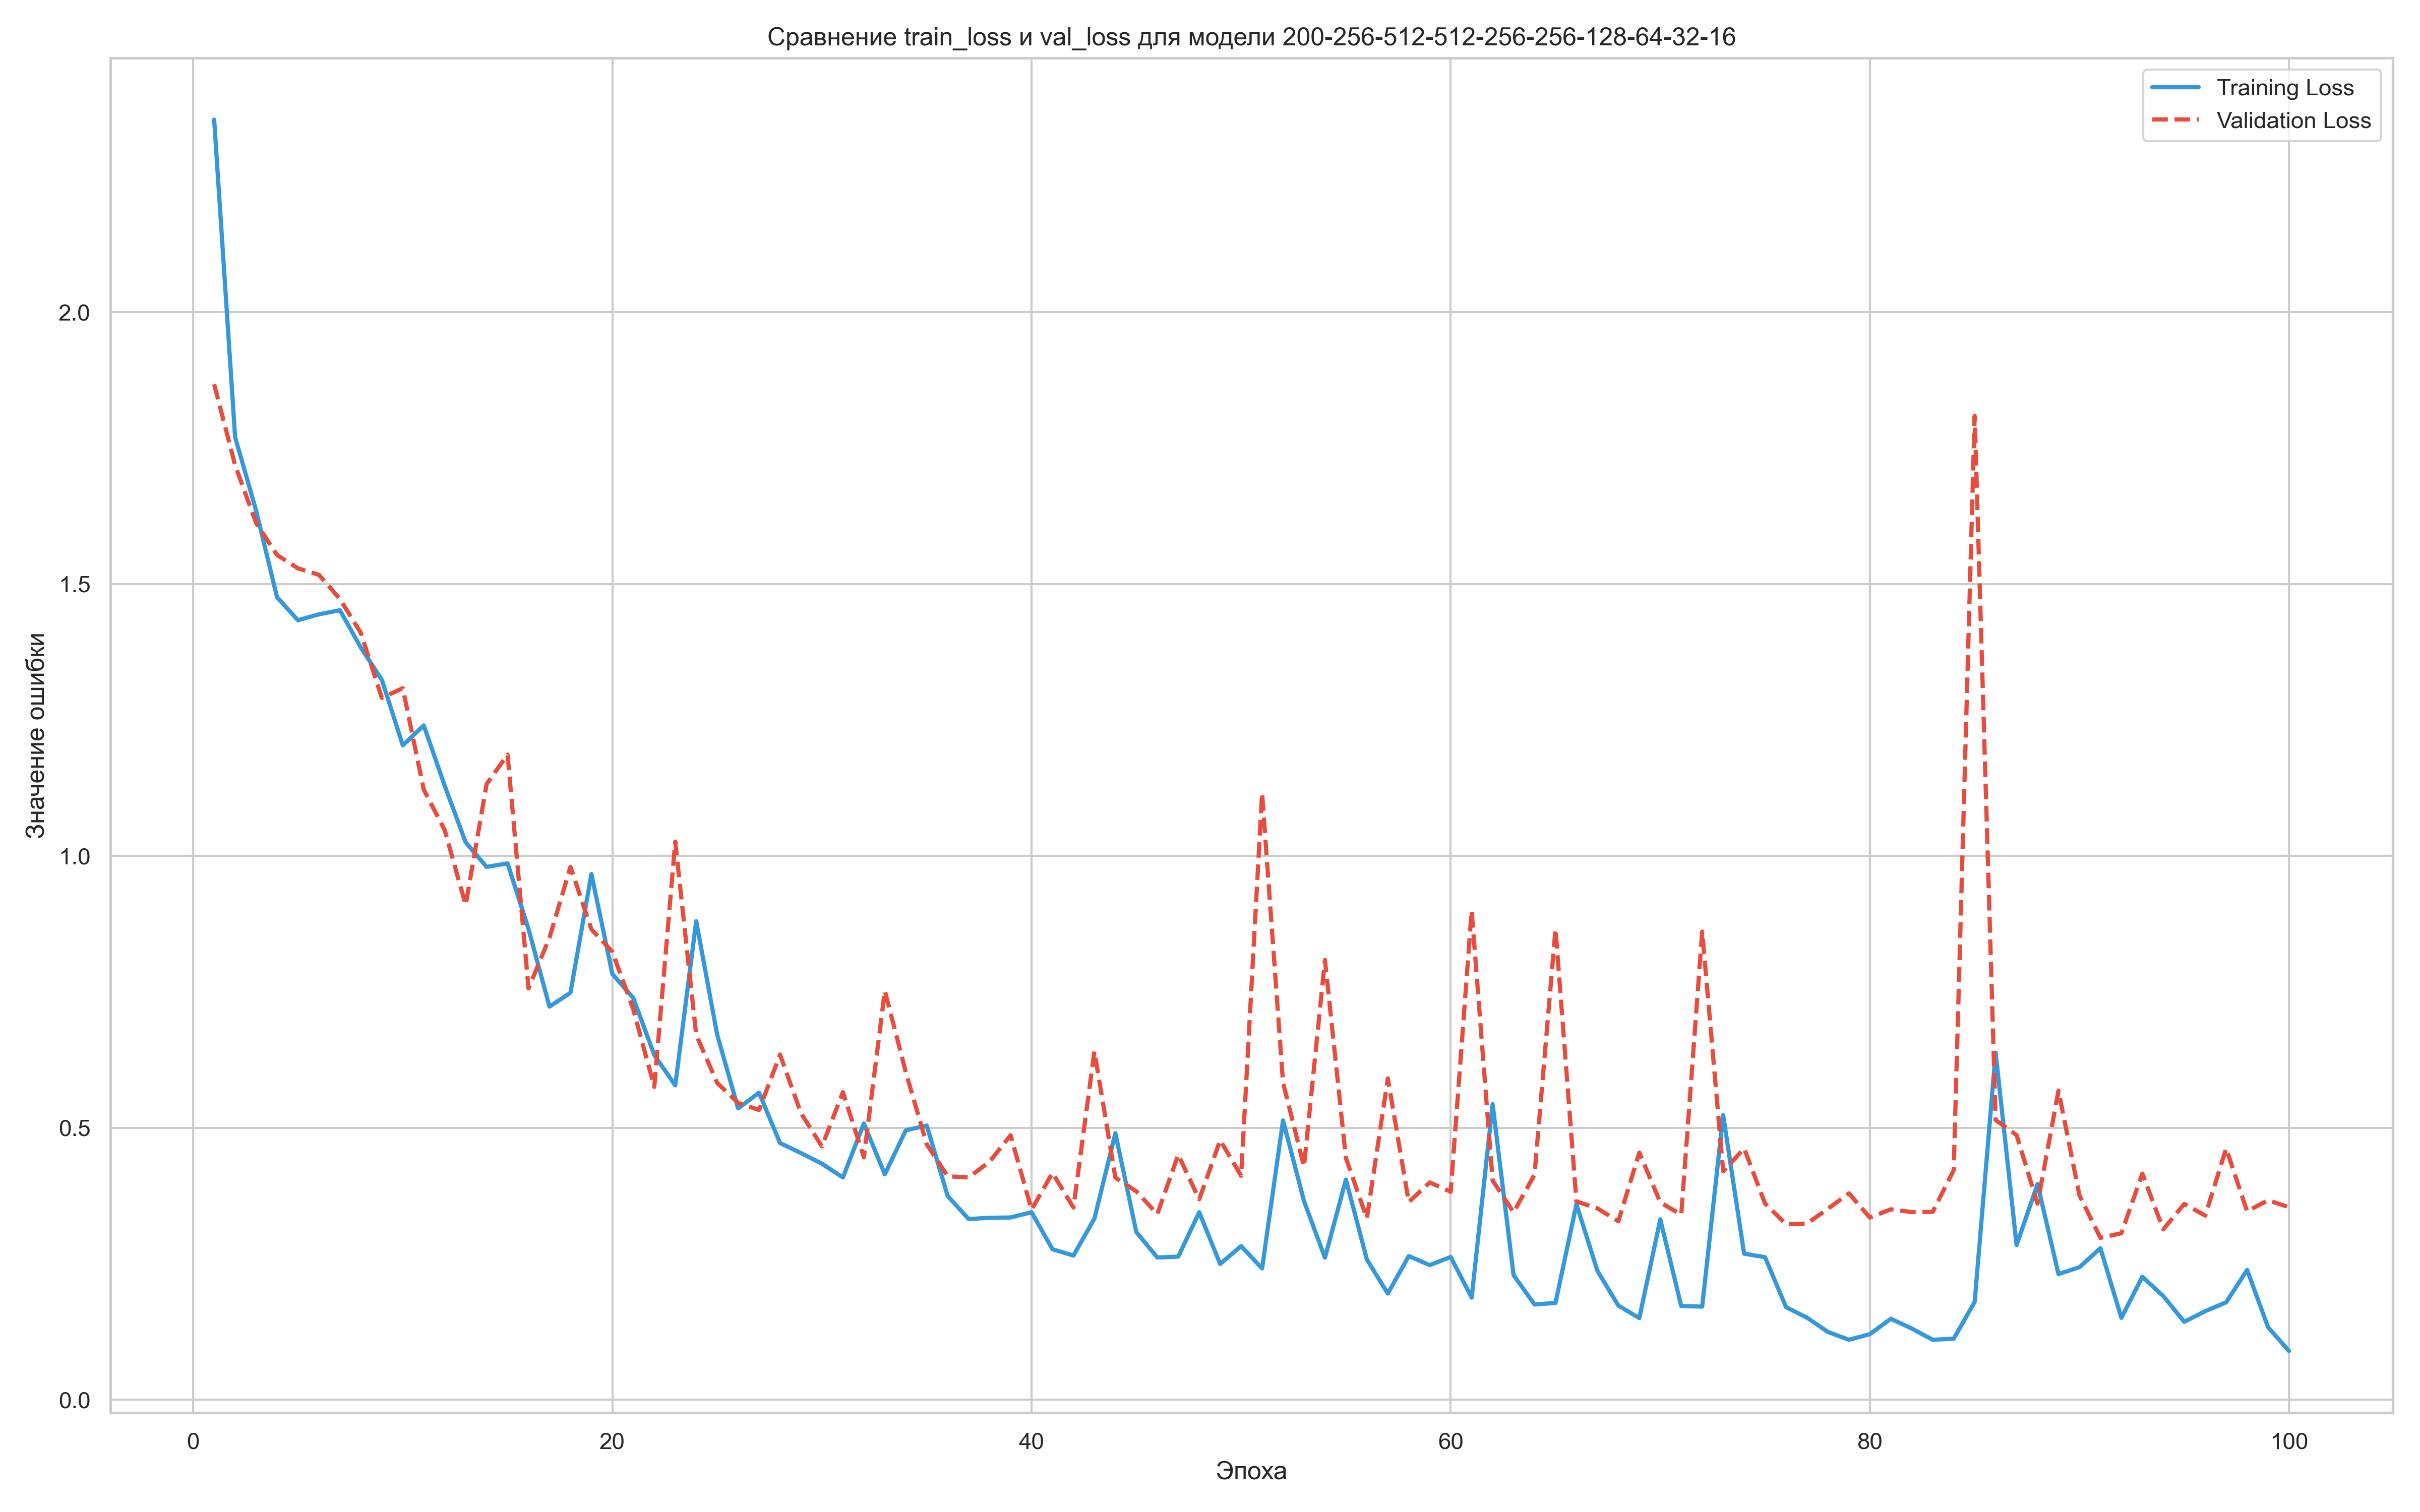 Сравнение train_loss и val_loss для модели 200-256-512-512-256-256-128-64-32-16
Training Loss
Validation Loss
Значение ошибки
2.0
1.5
1.0
0.5
0.0
0
20
40
60
80
100
Эпоха